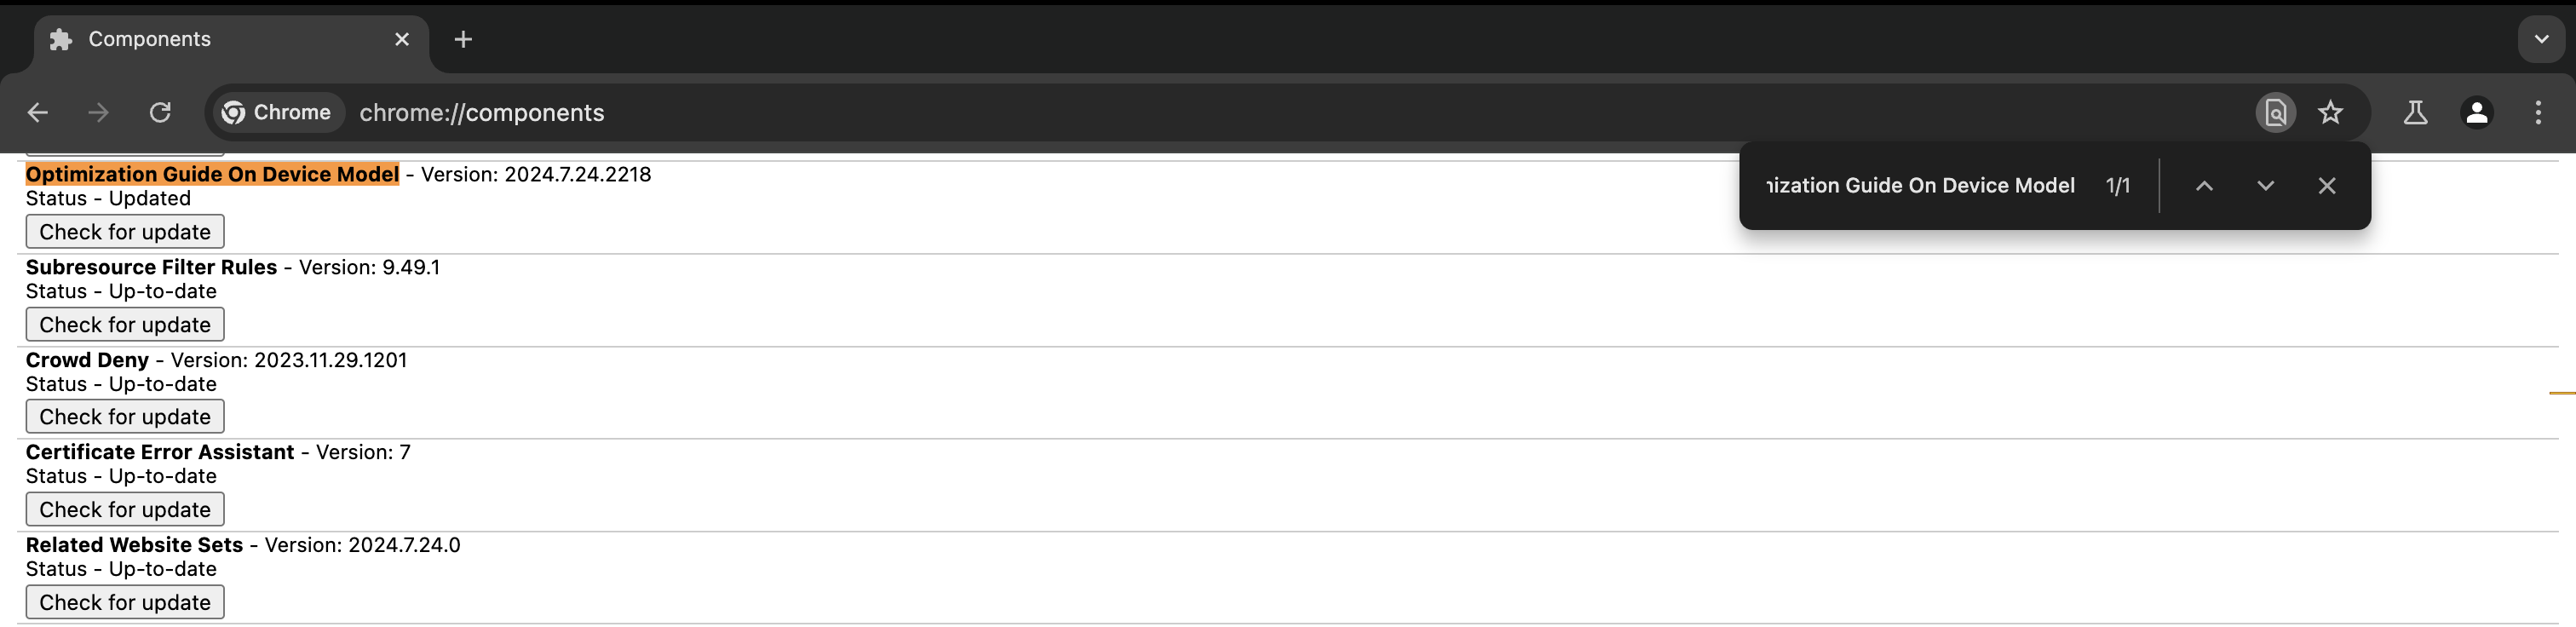 Components
Chrome chrome://components
nization Guide On Device Model 1/1
Optimization Guide On Device Model - Version: 2024.7.24.2218
Status - Updated
Check for update
Subresource Filter Rules - Version: 9.49.1
Status - Up-to-date
Check for update
Crowd Deny - Version: 2023.11.29.1201
Status - Up-to-date
Check for update
Certificate Error Assistant - Version: 7
Status - Up-to-date
Check for update
Related Website Sets - Version: 2024.7.24.0
Status - Up-to-date
Check for update